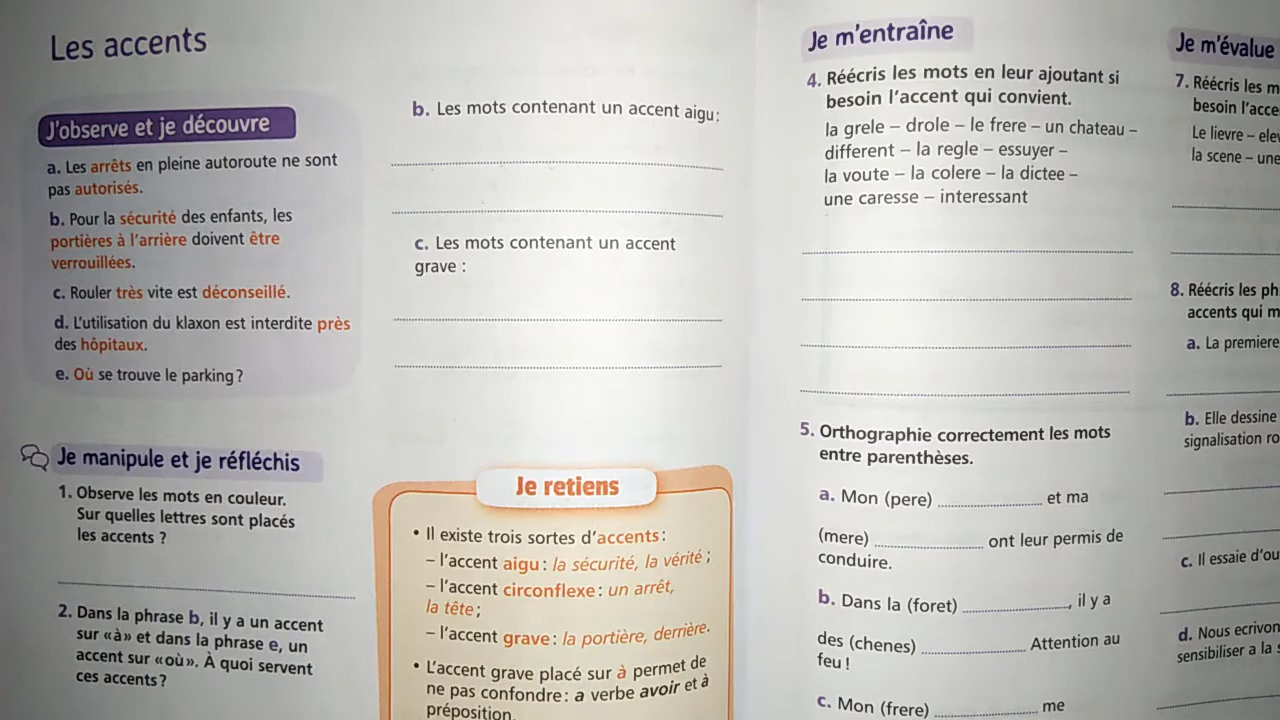 Les accents
J'observe et je découvre
a. Les arrêts en pleine autoroute ne sont
pas autorisés.
b. Pour la sécurité des enfants, les
portières à l'arrière doivent être
verrouillées.
c. Rouler très vite est déconseillé.
d. L'utilisation du klaxon est interdite près
des hôpitaux.
e. Où se trouve le parking ?
Je manipule et je réfléchis
1. Observe les mots en couleur.
Sur quelles lettres sont placés
les accents ?
2. Dans la phrase b, il y a un accent
sur «à» et dans la phrase e, un
accent sur «où». À quoi servent
ces accents ?
b. Les mots contenant un accent aigu :
c. Les mots contenant un accent
grave :
Je retiens
• Il existe trois sortes d'accents :
– l'accent aigu : la sécurité, la vérité ;
– l'accent circonflexe : un arrêt,
la tête ;
– l'accent grave : la portière, derrière.
• L'accent grave placé sur à permet de
ne pas confondre : a verbe avoir et à
préposition.
Je m'entraîne
4. Réécris les mots en leur ajoutant si
besoin l'accent qui convient.
la grele – drole – le frere – un chateau –
different – la regle – essuyer –
la voute – la colere – la dictee –
une caresse – interessant
5. Orthographie correctement les mots
entre parenthèses.
a. Mon (pere) et ma
(mere) ont leur permis de
conduire.
b. Dans la (foret) , il y a
des (chenes) Attention au
feu !
c. Mon (frere) me
Je m'évalue
7. Réécris les
besoin
Le lievre –
la scene – une
8. Réécris les
accents qui
a. La premiere
b. Elle dessine
signalisation
c. Il essaie
d. Nous
sensibiliser a la